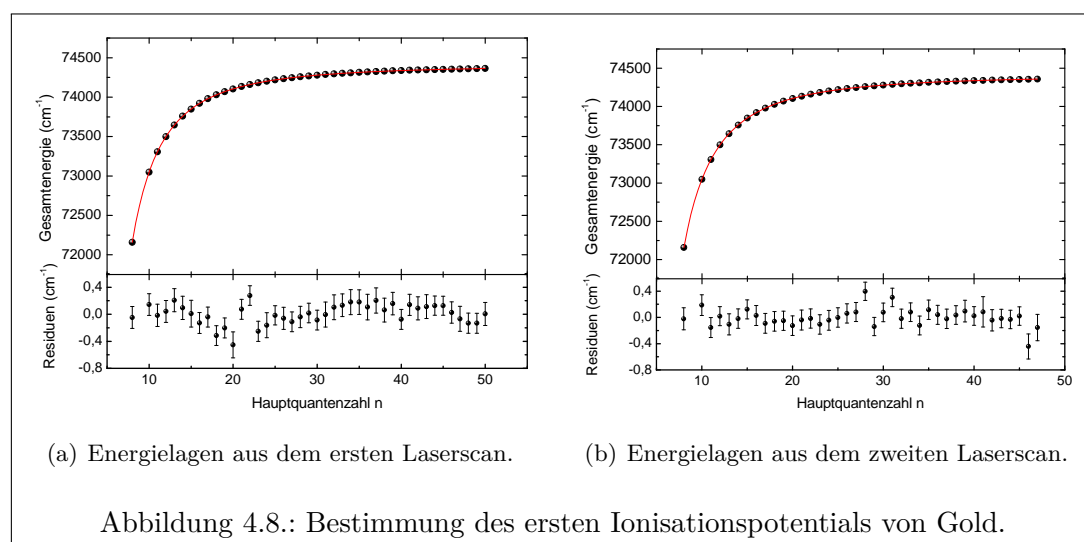 74500
74000
73500
73000
72500
72000
Gesamtenergie (cm⁻¹)
0,4
0,0
-0,4
-0,8
Residuen (cm⁻¹)
10 20 30 40 50
Hauptquantenzahl n
74500
74000
73500
73000
72500
72000
Gesamtenergie (cm⁻¹)
0,4
0,0
-0,4
-0,8
Residuen (cm⁻¹)
10 20 30 40 50
Hauptquantenzahl n
(a) Energielagen aus dem ersten Laserscan.
(b) Energielagen aus dem zweiten Laserscan.
Abbildung 4.8.: Bestimmung des ersten Ionisationspotentials von Gold.